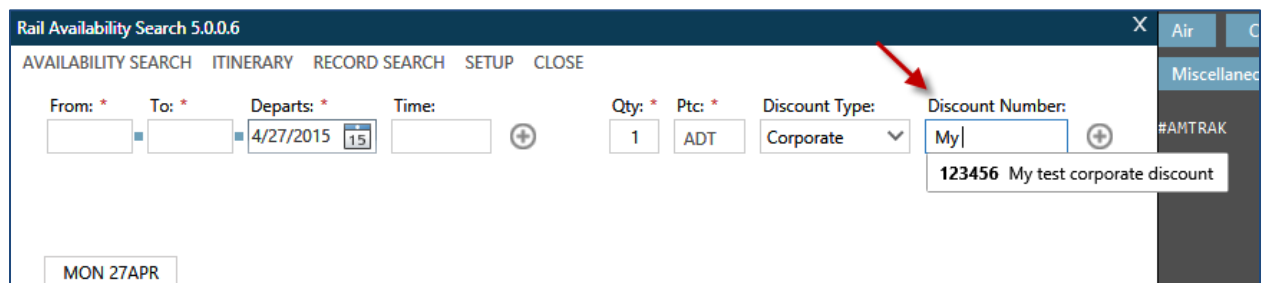 Rail Availability Search 5.0.0.6 X
AVAILABILITY SEARCH ITINERARY RECORD SEARCH SETUP CLOSE
From: * To: * Departs: * Time: Qty: * Ptc: * Discount Type: Discount Number:
4/27/2015 15 1 ADT Corporate My
123456 My test corporate discount
MON 27APR
Air C
Miscellanec
#AMTRAK